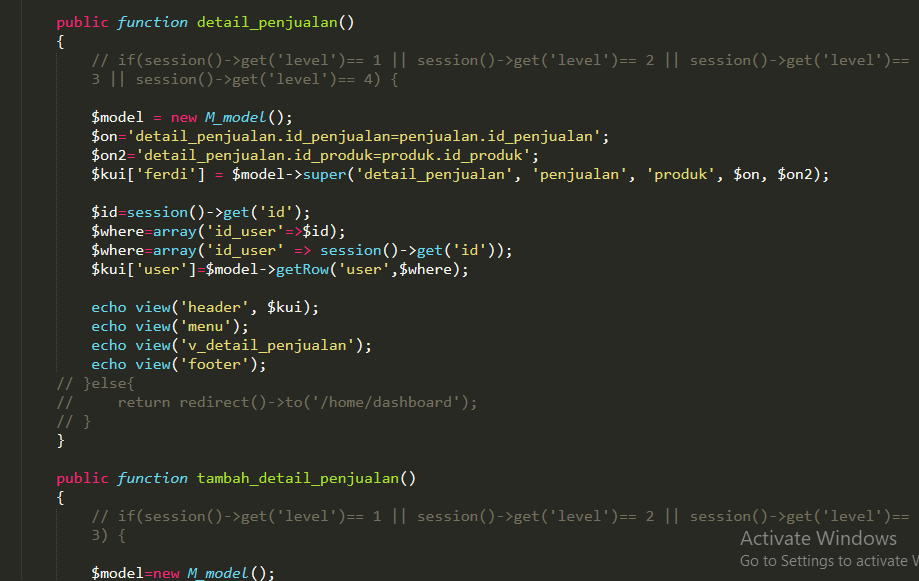 public function detail_penjualan()
{
// if(session()->get('level')== 1 || session()->get('level')== 2 || session()->get('level')==
3 || session()->get('level')== 4) {
$model = new M_model();
$on='detail_penjualan.id_penjualan=penjualan.id_penjualan';
$on2='detail_penjualan.id_produk=produk.id_produk';
$kui['ferdi'] = $model->super('detail_penjualan', 'penjualan', 'produk', $on, $on2);
$id=session()->get('id');
$where=array('id_user'=>$id);
$where=array('id_user' => session()->get('id'));
$kui['user']=$model->getRow('user',$where);
echo view('header', $kui);
echo view('menu');
echo view('v_detail_penjualan');
echo view('footer');
// }else{
//     return redirect()->to('/home/dashboard');
// }
}
public function tambah_detail_penjualan()
{
// if(session()->get('level')== 1 || session()->get('level')== 2 || session()->get('level')==
3) {
$model=new M_model();
Activate Windows
Go to Settings to activate W